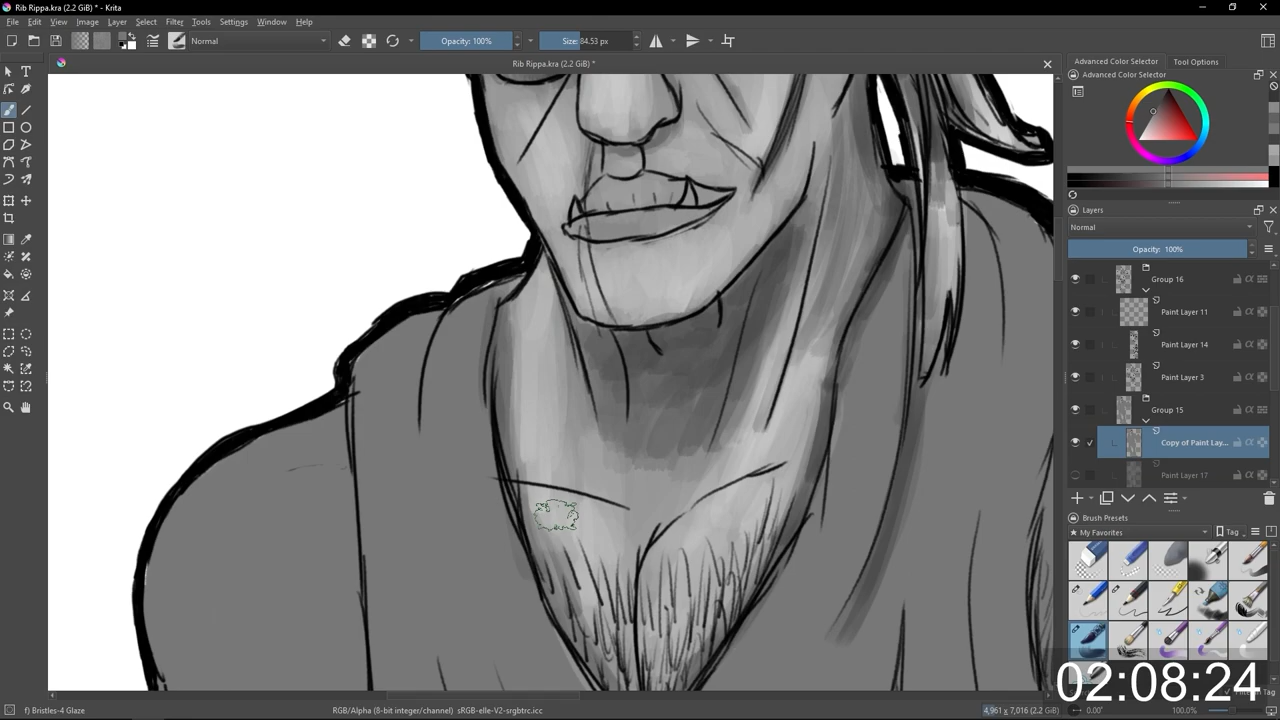 Rib Rippa.kra (2.2 GiB) * - Krita
File Edit View Image Layer Select Filter Tools Settings Window Help
Normal
Opacity: 100%
Size: 84.53 px
Rib Rippa.kra (2.2 GiB) *
Advanced Color Selector
Tool Options
Advanced Color Selector
Layers
Normal
Opacity: 100%
Group 16
Paint Layer 11
Paint Layer 14
Paint Layer 3
Group 15
Copy of Paint Lay...
Paint Layer 17
Brush Presets
My Favorites
Tag
02:08:24
Tag
f) Bristles-4 Glaze
RGB/Alpha (8-bit integer/channel) sRGB-elle-V2-srgbtrc.icc
4,961 x 7,016 (2.2 GiB)
0.00°
100.0%